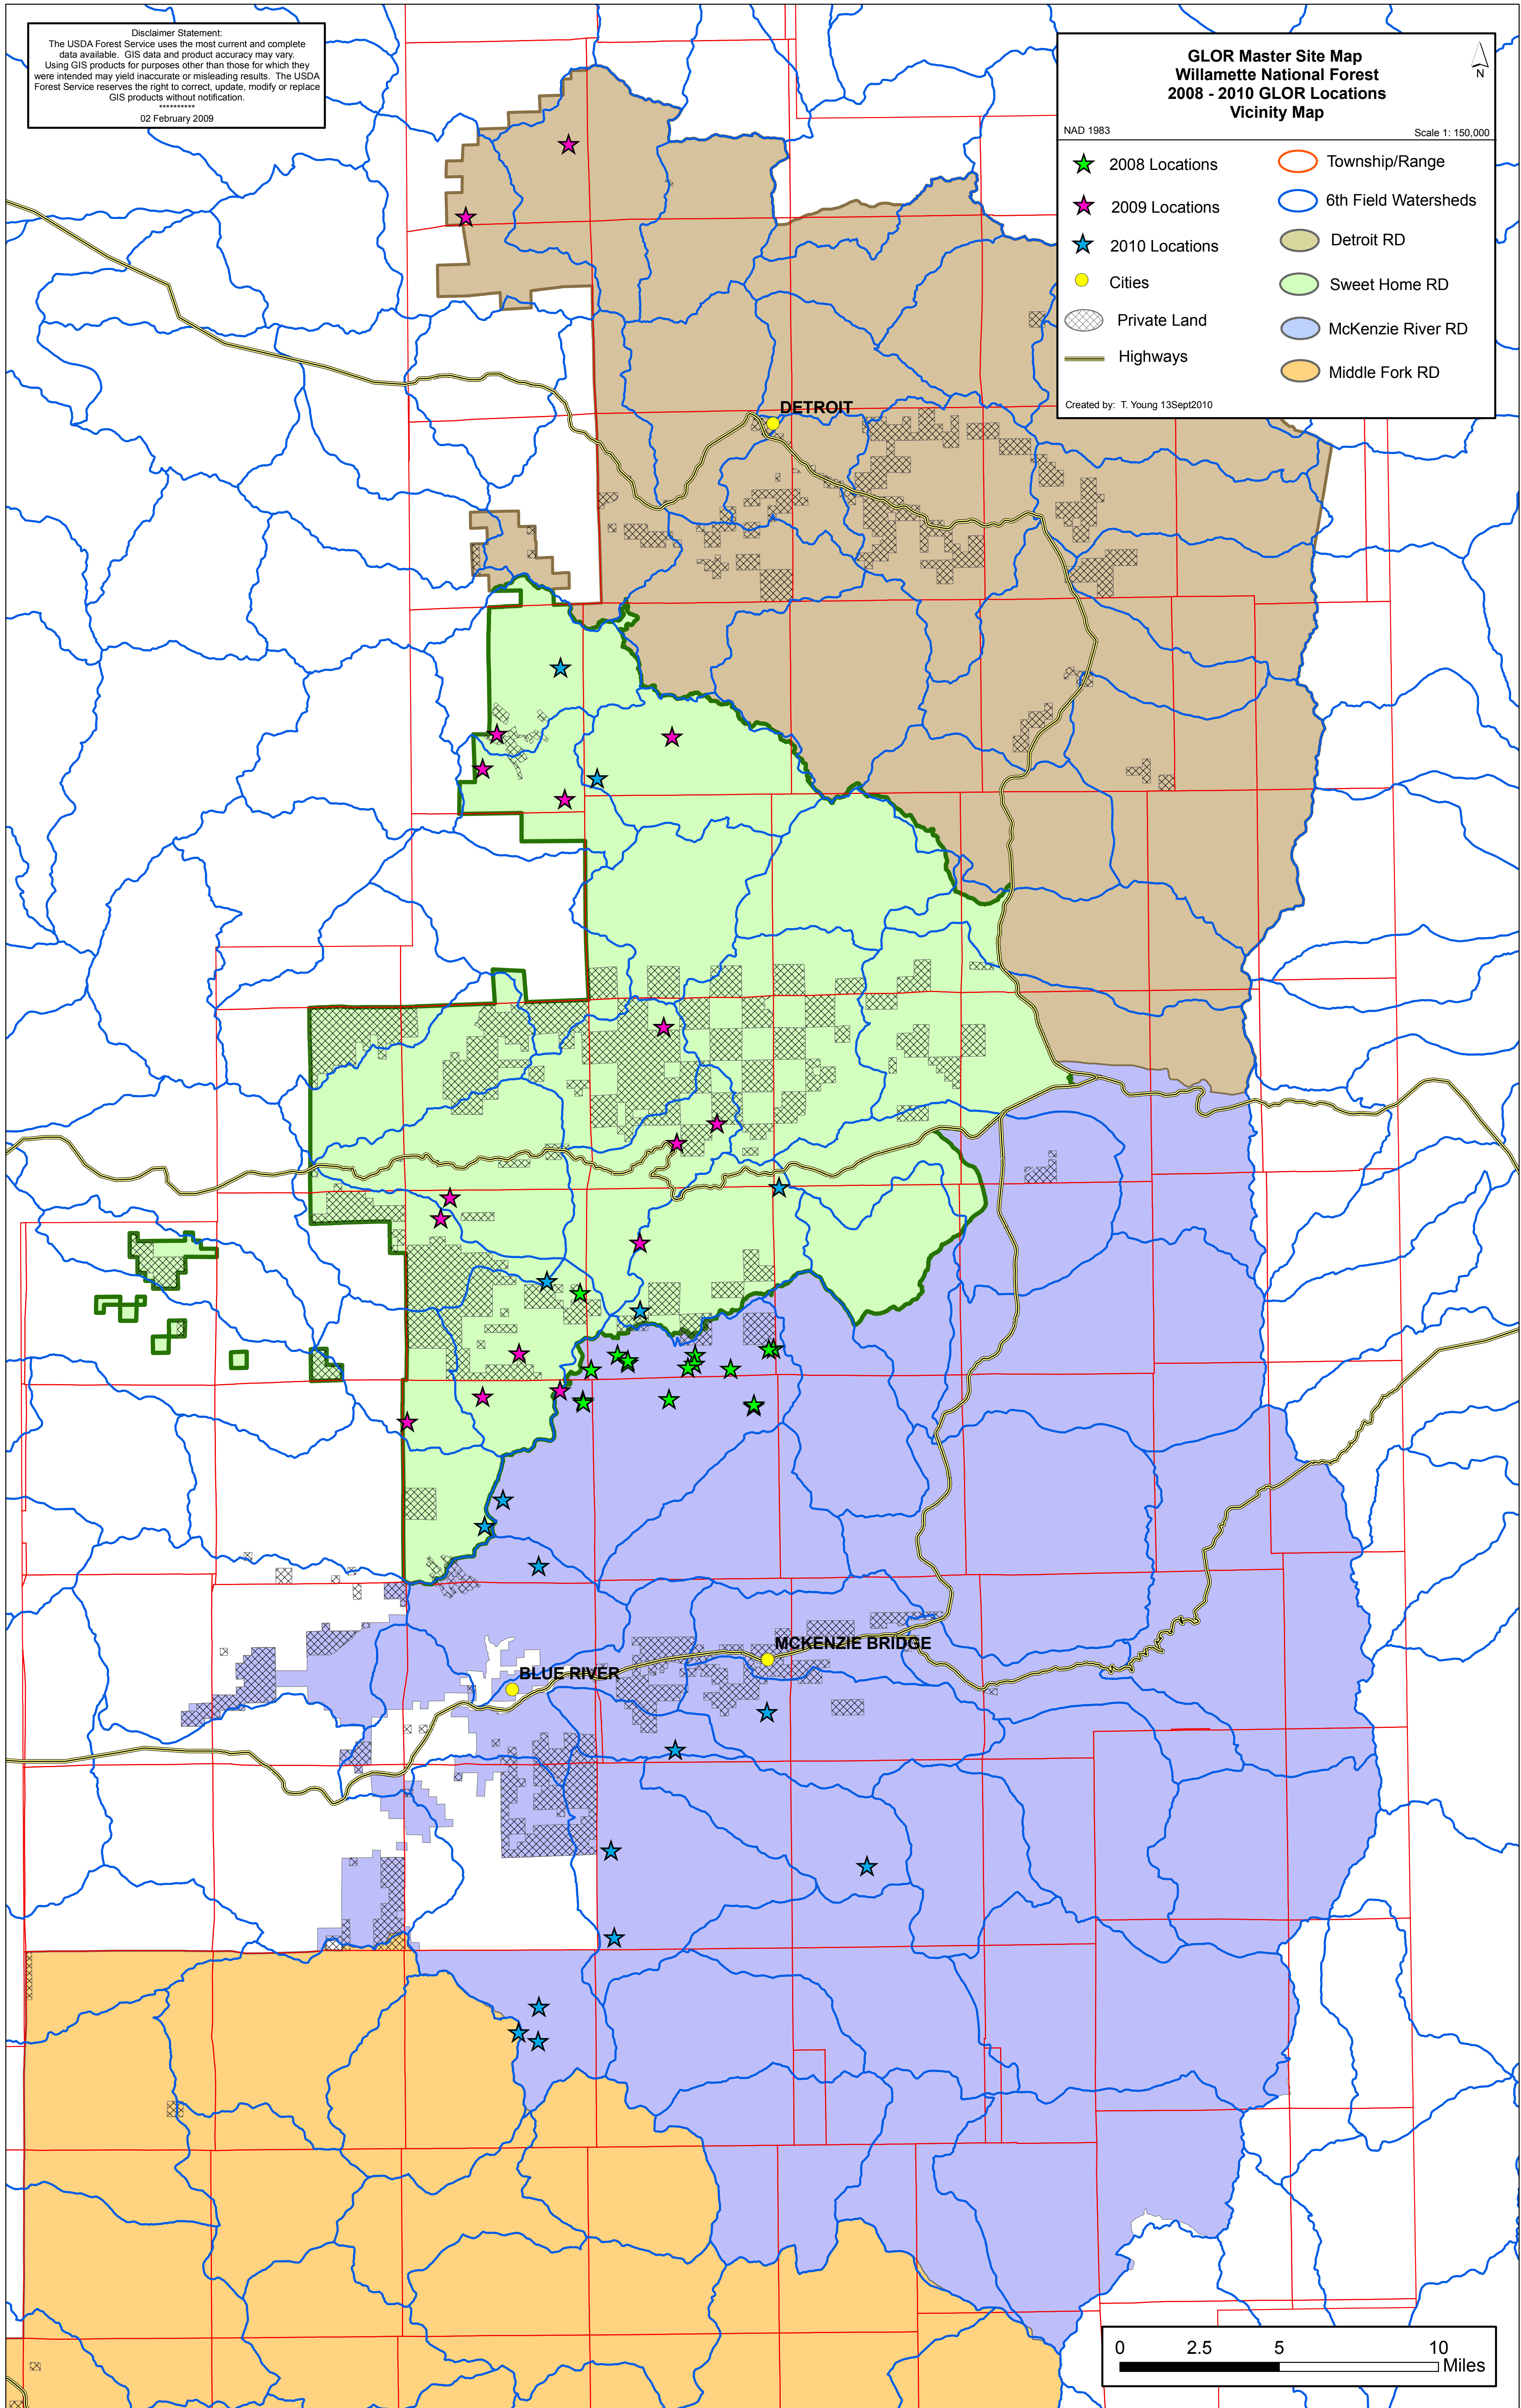 Disclaimer Statement:
The USDA Forest Service uses the most current and complete
data available. GIS data and product accuracy may vary.
Using GIS products for purposes other than those for which they
were intended may yield inaccurate or misleading results. The USDA
Forest Service reserves the right to correct, update, modify or replace
GIS products without notification.
**********
02 February 2009
GLOR Master Site Map
Willamette National Forest
2008 - 2010 GLOR Locations
Vicinity Map
N
NAD 1983
Scale 1: 150,000
2008 Locations
2009 Locations
2010 Locations
Cities
Private Land
Highways
Township/Range
6th Field Watersheds
Detroit RD
Sweet Home RD
McKenzie River RD
Middle Fork RD
Created by: T. Young 13Sept2010
DETROIT
MCKENZIE BRIDGE
BLUE RIVER
0 2.5 5 10
Miles